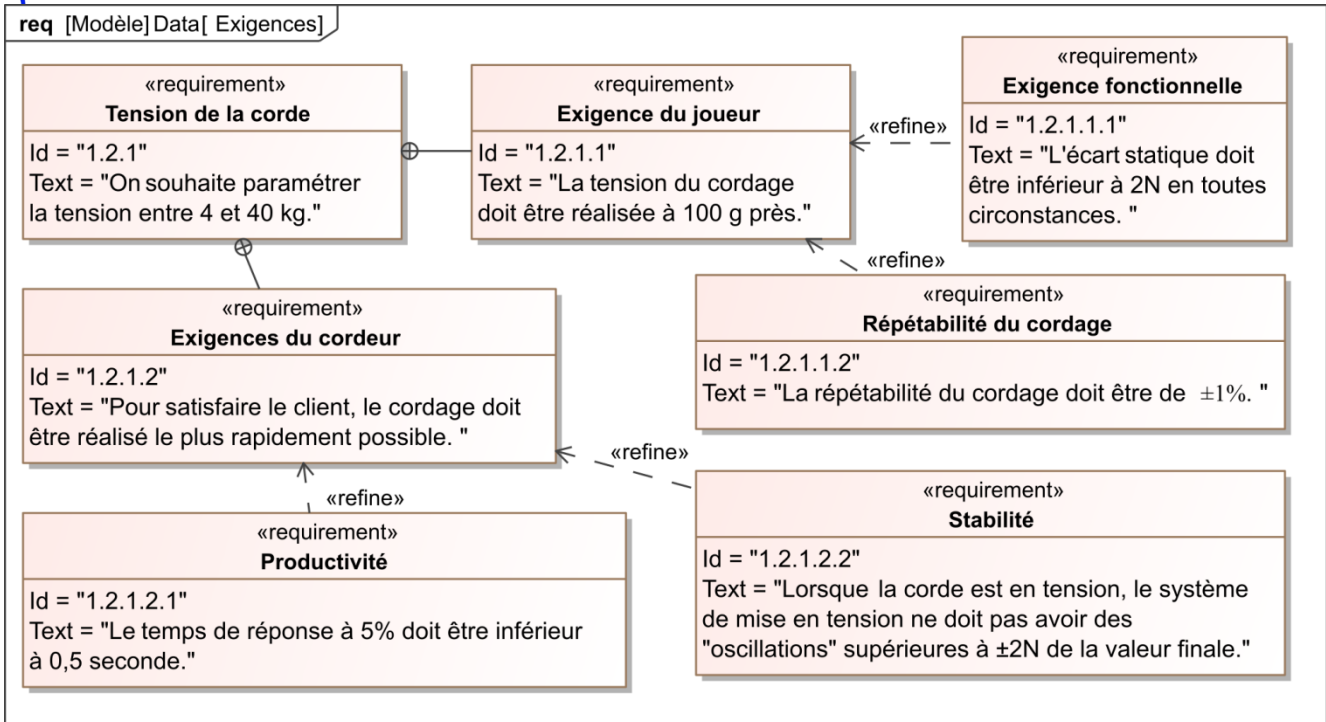 req [Modèle] Data[ Exigences]
«requirement»
Tension de la corde
Id = "1.2.1"
Text = "On souhaite paramétrer
la tension entre 4 et 40 kg."
«requirement»
Exigence du joueur
Id = "1.2.1.1"
Text = "La tension du cordage
doit être réalisée à 100 g près."
«refine»
«requirement»
Exigence fonctionnelle
Id = "1.2.1.1.1"
Text = "L'écart statique doit
être inférieur à 2N en toutes
circonstances. "
«refine»
«requirement»
Exigences du cordeur
Id = "1.2.1.2"
Text = "Pour satisfaire le client, le cordage doit
être réalisé le plus rapidement possible. "
«requirement»
Répétabilité du cordage
Id = "1.2.1.1.2"
Text = "La répétabilité du cordage doit être de ±1%. "
«refine»
«refine»
«requirement»
Productivité
Id = "1.2.1.2.1"
Text = "Le temps de réponse à 5% doit être inférieur
à 0,5 seconde."
«requirement»
Stabilité
Id = "1.2.1.2.2"
Text = "Lorsque la corde est en tension, le système
de mise en tension ne doit pas avoir des
"oscillations" supérieures à ±2N de la valeur finale."